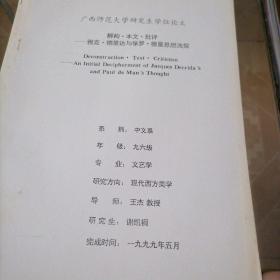 广西师范大学研究生学位论文
解构·本文·批评
——雅克·德里达与保罗·德曼思想浅探
Deconstruction · Text · Criticism
——An Initial Decipherment of Jacques Derrida's
and Paul de Man's Thought
系 别: 中文系
年 级: 九六级
专 业: 文艺学
研究方向: 现代西方美学
导 师: 王杰 教授
研究生: 谢绍桐
完成时间: 一九九九年五月